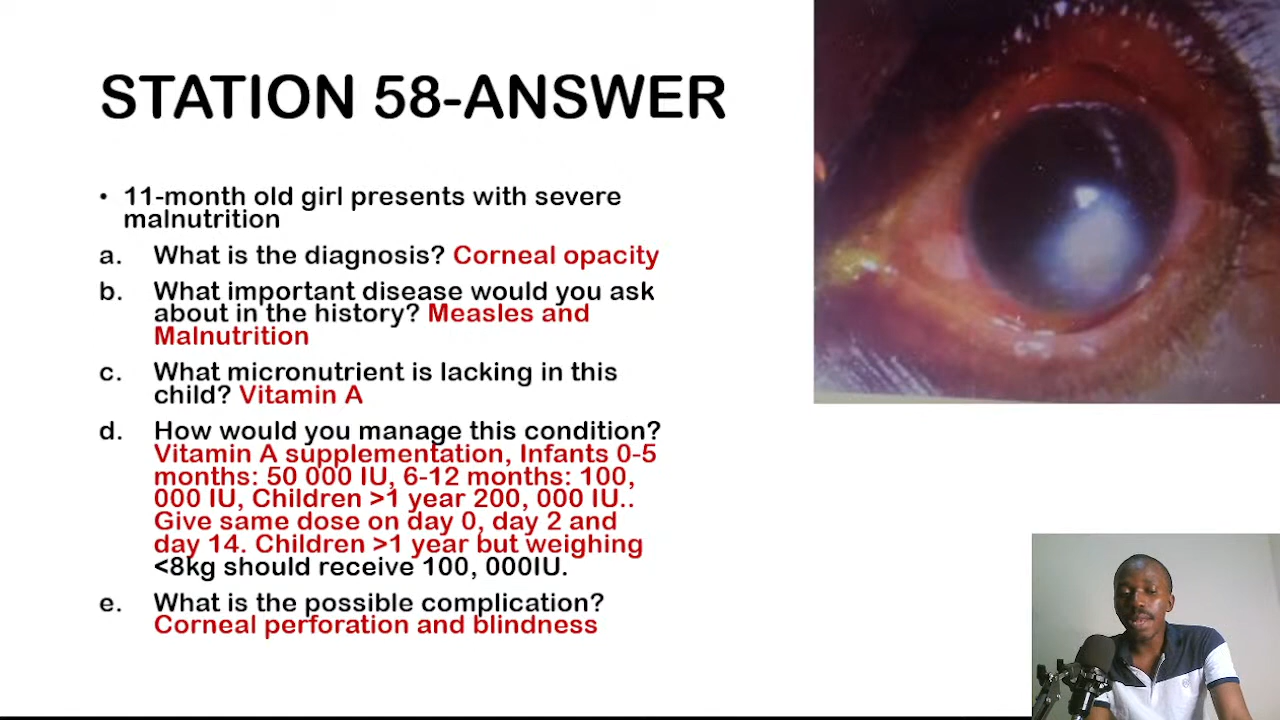 STATION 58-ANSWER
• 11-month old girl presents with severe
malnutrition
a. What is the diagnosis? Corneal opacity
b. What important disease would you ask
about in the history? Measles and
Malnutrition
c. What micronutrient is lacking in this
child? Vitamin A
d. How would you manage this condition?
Vitamin A supplementation, Infants 0-5
months: 50 000 IU, 6-12 months: 100,
000 IU, Children >1 year 200, 000 IU..
Give same dose on day 0, day 2 and
day 14. Children >1 year but weighing
<8kg should receive 100, 000IU.
e. What is the possible complication?
Corneal perforation and blindness